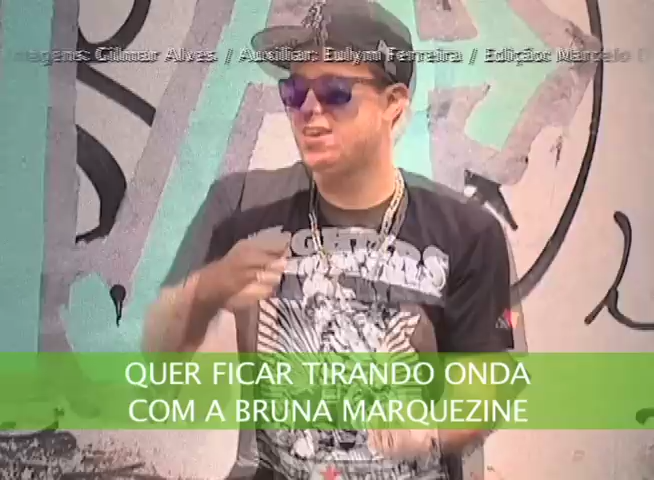 Imagens: Gilmar Alves / Auxiliar: Eulym Ferreira / Edição: Marcelo
QUER FICAR TIRANDO ONDA
COM A BRUNA MARQUEZINE